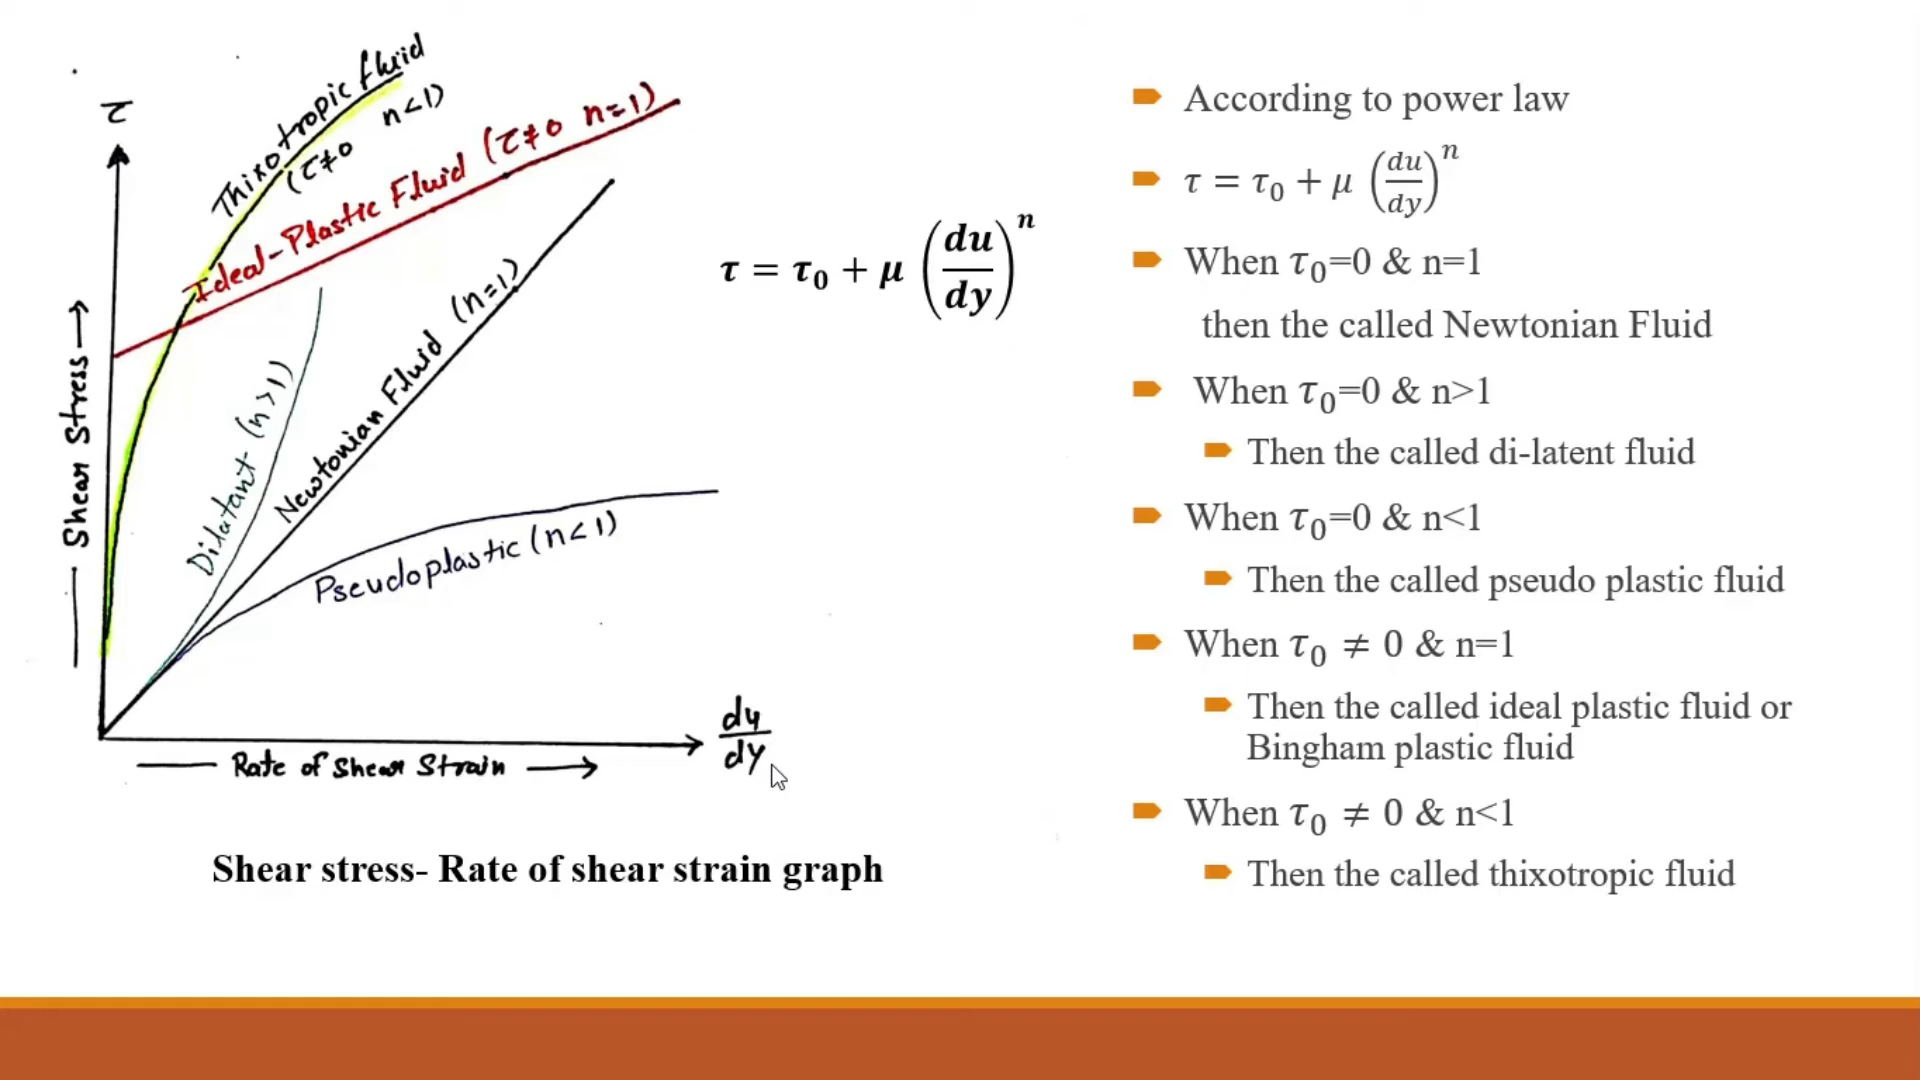 τ
Thixotropic fluid
(τ≠0 n<1)
Ideal-Plastic Fluid (τ≠0 n=1)
Dilatant (n>1)
Newtonian Fluid (n=1)
Pseudoplastic (n<1)
Shear Stress →
Rate of Shear Strain →
du/dy
Shear stress- Rate of shear strain graph
τ = τ₀ + μ (du/dy)ⁿ
According to power law
τ = τ₀ + μ (du/dy)ⁿ
When τ₀=0 & n=1
then the called Newtonian Fluid
When τ₀=0 & n>1
Then the called di-latent fluid
When τ₀=0 & n<1
Then the called pseudo plastic fluid
When τ₀ ≠ 0 & n=1
Then the called ideal plastic fluid or
Bingham plastic fluid
When τ₀ ≠ 0 & n<1
Then the called thixotropic fluid